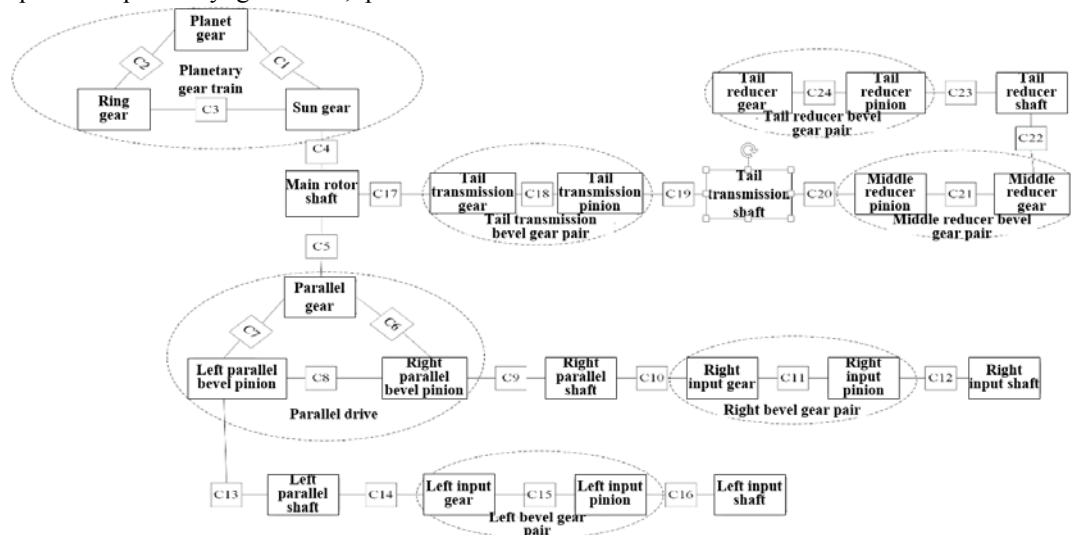 Planet
gear
C2
C1
Planetary
gear train
Ring
gear
C3
Sun gear
C4
Tail
reducer
gear
C24
Tail
reducer
pinion
C23
Tail
reducer
shaft
Tail reducer bevel
gear pair
C22
Main rotor
shaft
C17
Tail
transmission
gear
C18
Tail
transmission
pinion
C19
Tail
transmission
shaft
C20
Middle
reducer
pinion
C21
Middle
reducer
gear
Tail transmission
bevel gear pair
Middle reducer bevel
gear pair
C5
Parallel
gear
C7
C6
Left parallel
bevel pinion
C8
Right
parallel
bevel pinion
C9
Right
parallel
shaft
C10
Right
input gear
C11
Right
input
pinion
C12
Right
input shaft
Parallel drive
Right bevel gear pair
C13
Left
parallel
shaft
C14
Left input
gear
C15
Left input
pinion
C16
Left input
shaft
Left bevel gear
pair